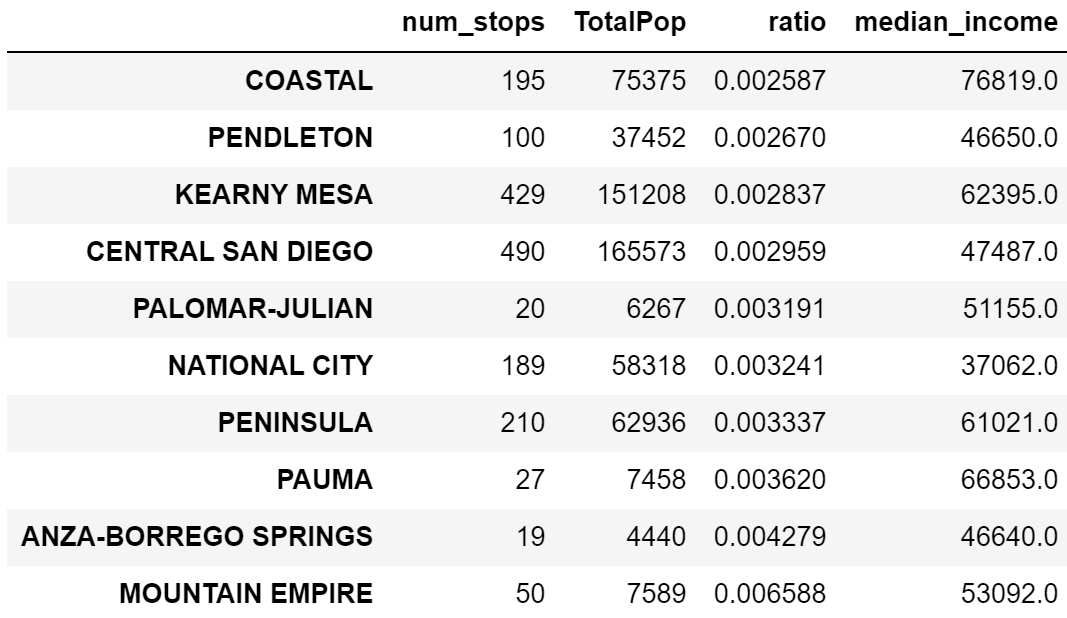 num_stops TotalPop ratio median_income
COASTAL 195 75375 0.002587 76819.0
PENDLETON 100 37452 0.002670 46650.0
KEARNY MESA 429 151208 0.002837 62395.0
CENTRAL SAN DIEGO 490 165573 0.002959 47487.0
PALOMAR-JULIAN 20 6267 0.003191 51155.0
NATIONAL CITY 189 58318 0.003241 37062.0
PENINSULA 210 62936 0.003337 61021.0
PAUMA 27 7458 0.003620 66853.0
ANZA-BORREGO SPRINGS 19 4440 0.004279 46640.0
MOUNTAIN EMPIRE 50 7589 0.006588 53092.0